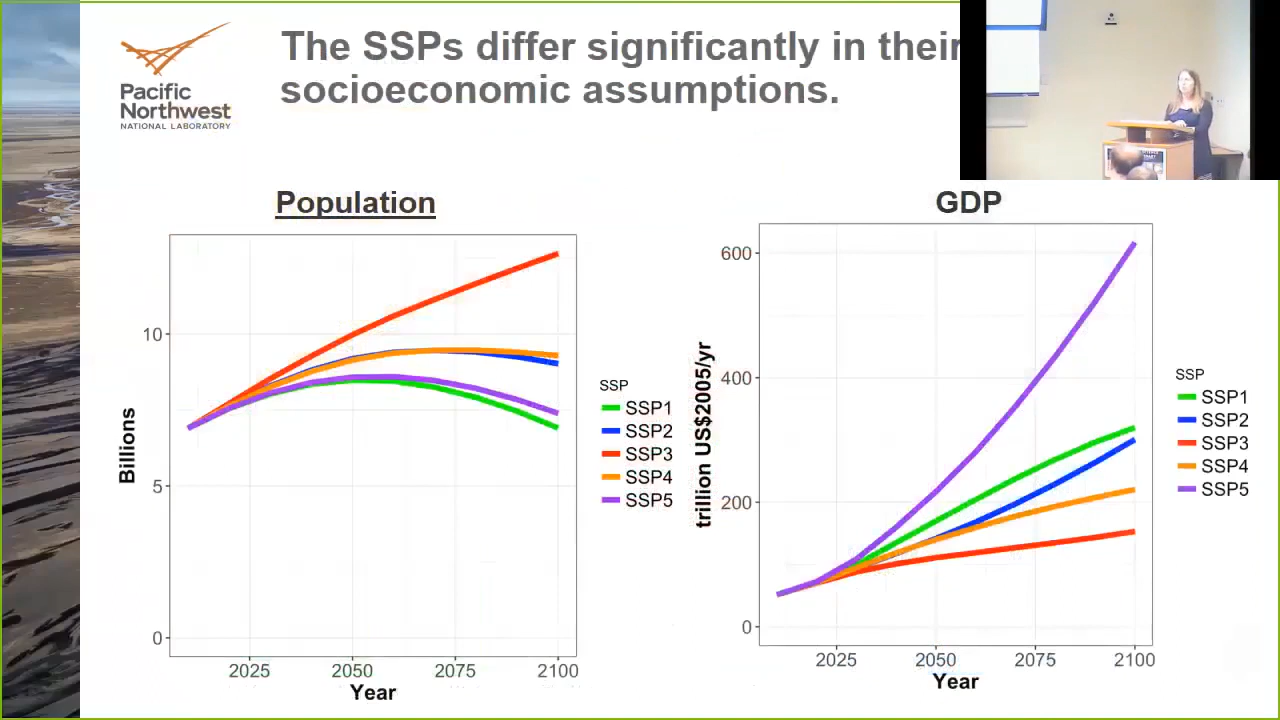 The SSPs differ significantly in their
socioeconomic assumptions.
Pacific
Northwest
NATIONAL LABORATORY
Population
10
5
0
Billions
2025 2050 2075 2100
Year
SSP
SSP1
SSP2
SSP3
SSP4
SSP5
GDP
600
400
200
0
trillion US$2005/yr
2025 2050 2075 2100
Year
SSP
SSP1
SSP2
SSP3
SSP4
SSP5